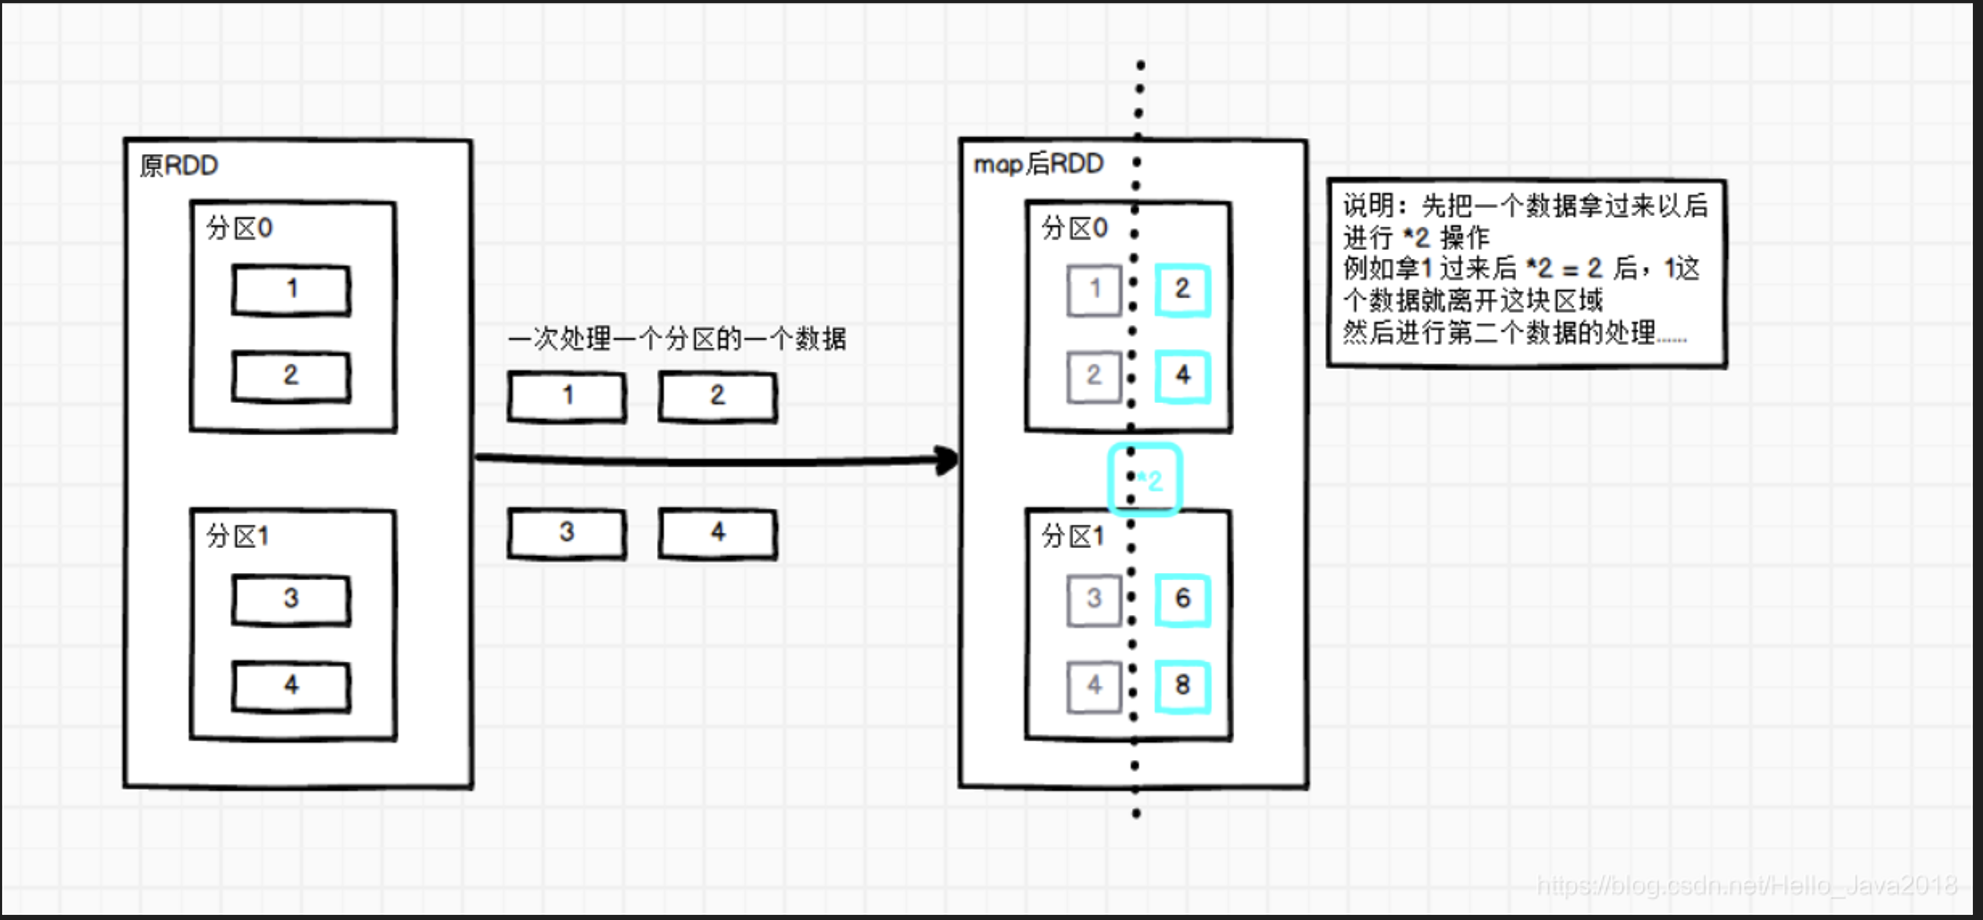 原RDD
分区0
1
2
分区1
3
4
一次处理一个分区的一个数据
1 2
3 4
map后RDD
分区0
1 2
2 4
*2
分区1
3 6
4 8
说明：先把一个数据拿过来以后
进行 *2 操作
例如拿1 过来后 *2 = 2 后，1这
个数据就离开这块区域
然后进行第二个数据的处理......
https://blog.csdn.net/Hello_Java2018